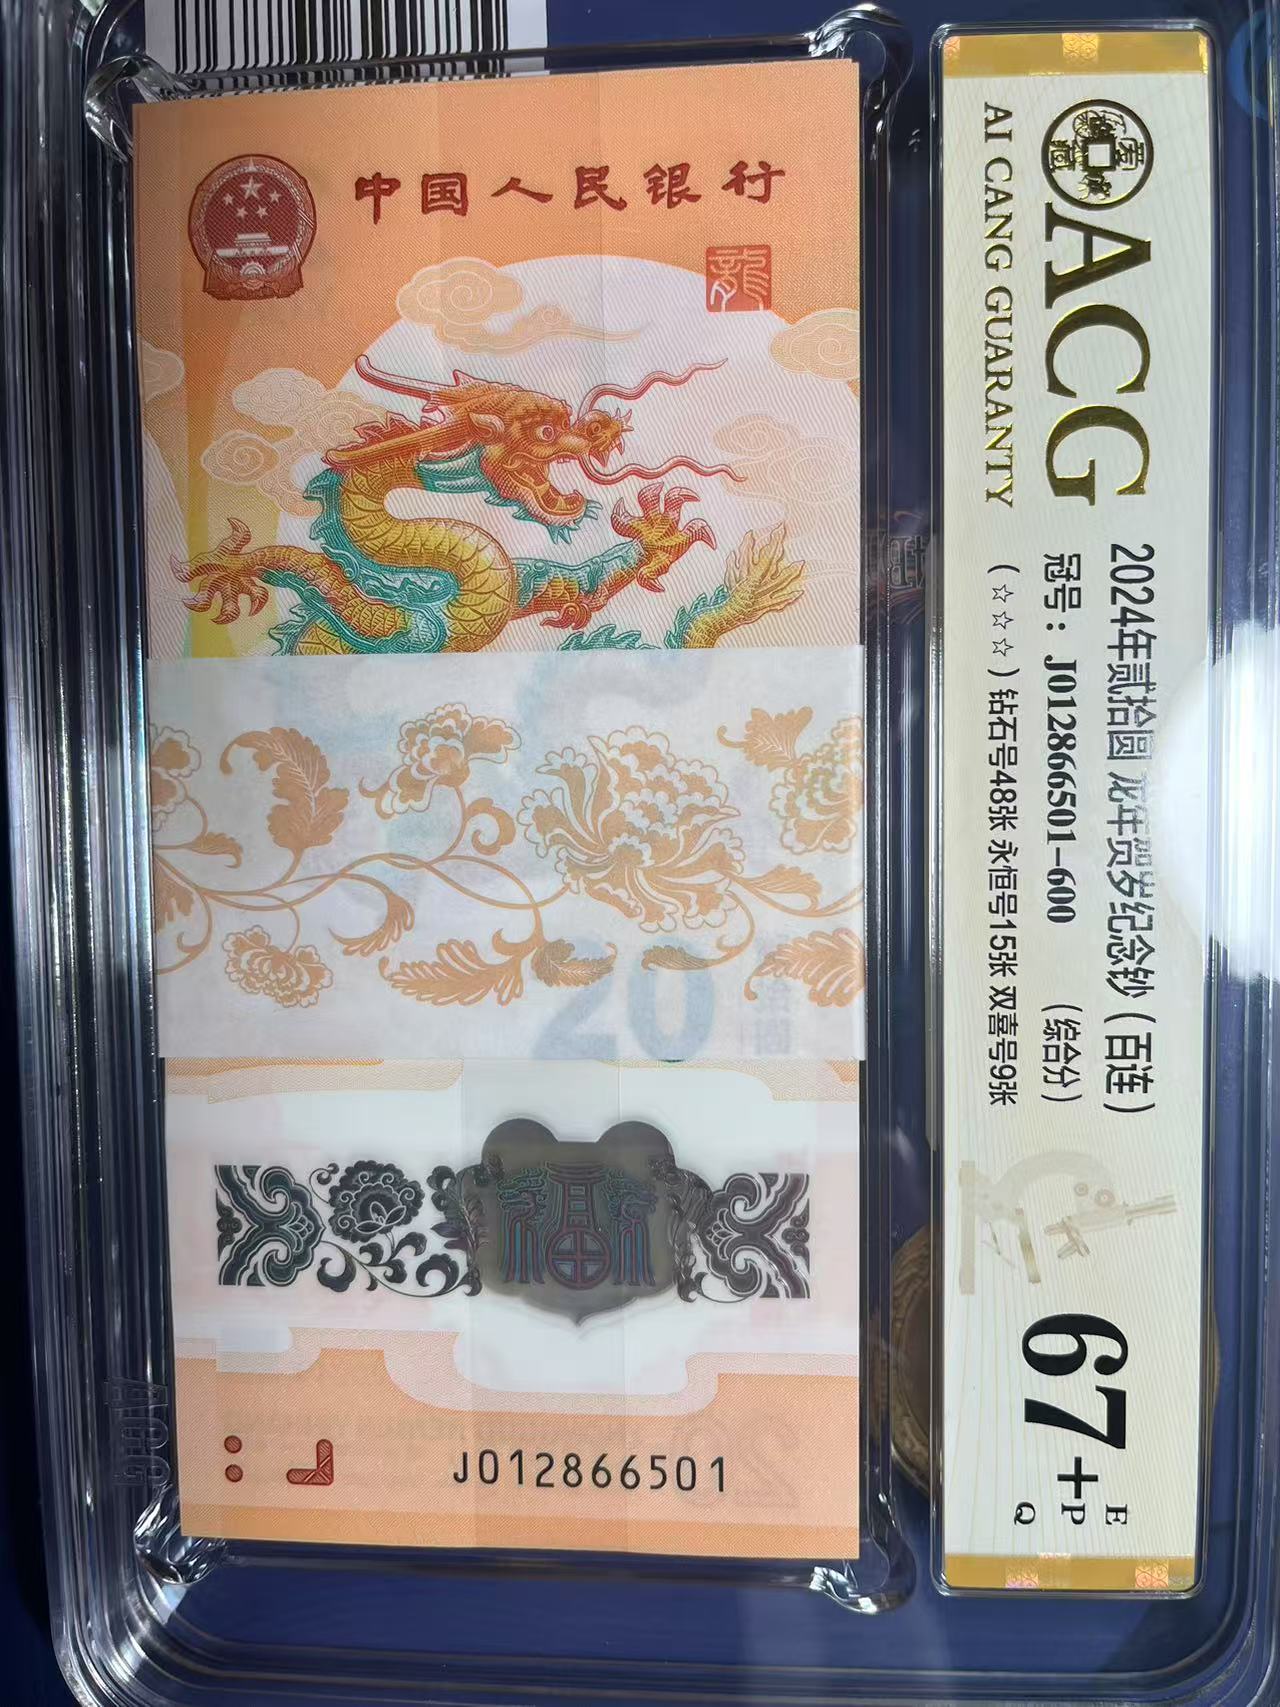 中国人民银行
龍
20
J012866501
ACG
AI CANG GUARANTY
2024年贰拾圆 龙年贺岁纪念钞(百连)
冠号:J012866501-600 (综合分)
(☆☆☆)钻石号48张 永恒号15张 双喜号9张
67+
E
P
Q
ACG